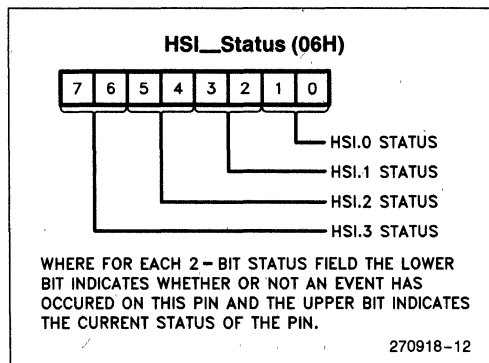 HSI__Status (06H)
7 6 5 4 3 2 1 0
HSI.0 STATUS
HSI.1 STATUS
HSI.2 STATUS
HSI.3 STATUS
WHERE FOR EACH 2-BIT STATUS FIELD THE LOWER
BIT INDICATES WHETHER OR NOT AN EVENT HAS
OCCURED ON THIS PIN AND THE UPPER BIT INDICATES
THE CURRENT STATUS OF THE PIN.
270918-12